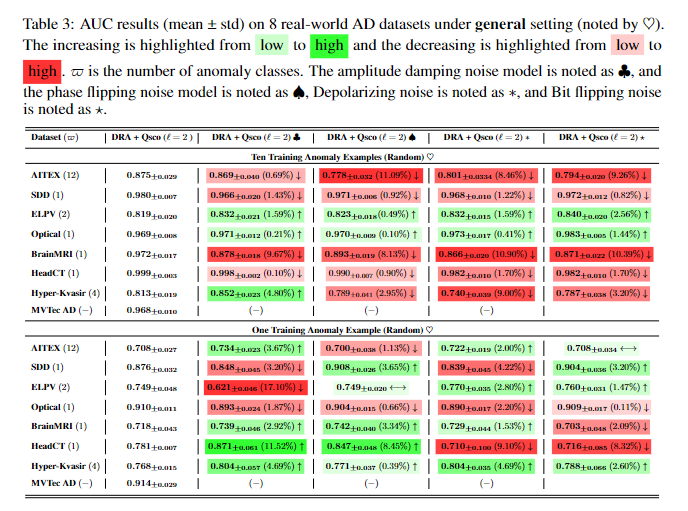 Table 3: AUC results (mean ± std) on 8 real-world AD datasets under general setting (noted by ♡).
The increasing is highlighted from low to high and the decreasing is highlighted from low to
high . ϖ is the number of anomaly classes. The amplitude damping noise model is noted as ♣, and
the phase flipping noise model is noted as ♠, Depolarizing noise is noted as ∗, and Bit flipping noise
is noted as ⋆.
Dataset (ϖ) | DRA + Qsco (ℓ = 2 ) | DRA + Qsco (ℓ = 2) ♣ | DRA + Qsco (ℓ = 2) ♠ | DRA + Qsco (ℓ = 2) ∗ | DRA + Qsco (ℓ = 2) ⋆
Ten Training Anomaly Examples (Random) ♡
AITEX (12) | 0.875±0.029 | 0.869±0.040 (0.69%) ↓ | 0.778±0.032 (11.09%) ↓ | 0.801±0.0334 (8.46%) ↓ | 0.794±0.020 (9.26%) ↓
SDD (1) | 0.980±0.007 | 0.966±0.020 (1.43%) ↓ | 0.971±0.006 (0.92%) ↓ | 0.968±0.010 (1.22%) ↓ | 0.972±0.012 (0.82%) ↓
ELPV (2) | 0.819±0.020 | 0.832±0.021 (1.59%) ↑ | 0.823±0.018(0.49%) ↑ | 0.832±0.015 (1.59%) ↑ | 0.840±0.020 (2.56%) ↑
Optical (1) | 0.969±0.008 | 0.971±0.012 (0.21%) ↑ | 0.970±0.009 (0.10%) ↑ | 0.973±0.017 (0.41%) ↑ | 0.983±0.005 (1.44%) ↑
BrainMRI (1) | 0.972±0.017 | 0.878±0.018 (9.67%) ↓ | 0.893±0.019 (8.13%) ↓ | 0.866±0.020 (10.90%) ↓ | 0.871±0.022 (10.39%) ↓
HeadCT (1) | 0.999±0.003 | 0.998±0.002 (0.10%) ↓ | 0.990±0.007 (0.90%) ↓ | 0.982±0.010 (1.70%) ↓ | 0.982±0.010 (1.70%) ↓
Hyper-Kvasir (4) | 0.813±0.019 | 0.852±0.023 (4.80%) ↑ | 0.789±0.041 (2.95%) ↓ | 0.740±0.039 (9.00%) ↓ | 0.787±0.038 (3.20%) ↓
MVTec AD (−) | 0.968±0.010 | (−) | (−) | (−) |
One Training Anomaly Example (Random) ♡
AITEX (12) | 0.708±0.027 | 0.734±0.023 (3.67%) ↑ | 0.700±0.038 (1.13%) ↓ | 0.722±0.019 (2.00%) ↑ | 0.708±0.034 ⟷
SDD (1) | 0.876±0.032 | 0.848±0.045 (3.20%) ↓ | 0.908±0.026 (3.65%) ↑ | 0.839±0.045 (4.22%) ↓ | 0.904±0.036 (3.20%) ↑
ELPV (2) | 0.749±0.048 | 0.621±0.046 (17.10%) ↓ | 0.749±0.020 ⟷ | 0.770±0.035 (2.80%) ↑ | 0.760±0.031 (1.47%) ↑
Optical (1) | 0.910±0.011 | 0.893±0.024 (1.87%) ↓ | 0.904±0.015 (0.66%) ↓ | 0.890±0.017 (2.20%) ↓ | 0.909±0.017 (0.11%) ↓
BrainMRI (1) | 0.718±0.043 | 0.739±0.046 (2.92%) ↑ | 0.742±0.040 (3.34%) ↑ | 0.729±0.044 (1.53%) ↑ | 0.703±0.048 (2.09%) ↓
HeadCT (1) | 0.781±0.007 | 0.871±0.061 (11.52%) ↑ | 0.847±0.048 (8.45%) ↑ | 0.710±0.100 (9.10%) ↓ | 0.716±0.085 (8.32%) ↓
Hyper-Kvasir (4) | 0.768±0.015 | 0.804±0.057 (4.69%) ↑ | 0.771±0.037 (0.39%) ↑ | 0.804±0.035 (4.69%) ↑ | 0.788±0.066 (2.60%) ↑
MVTec AD (−) | 0.914±0.029 | (−) | (−) | (−) |